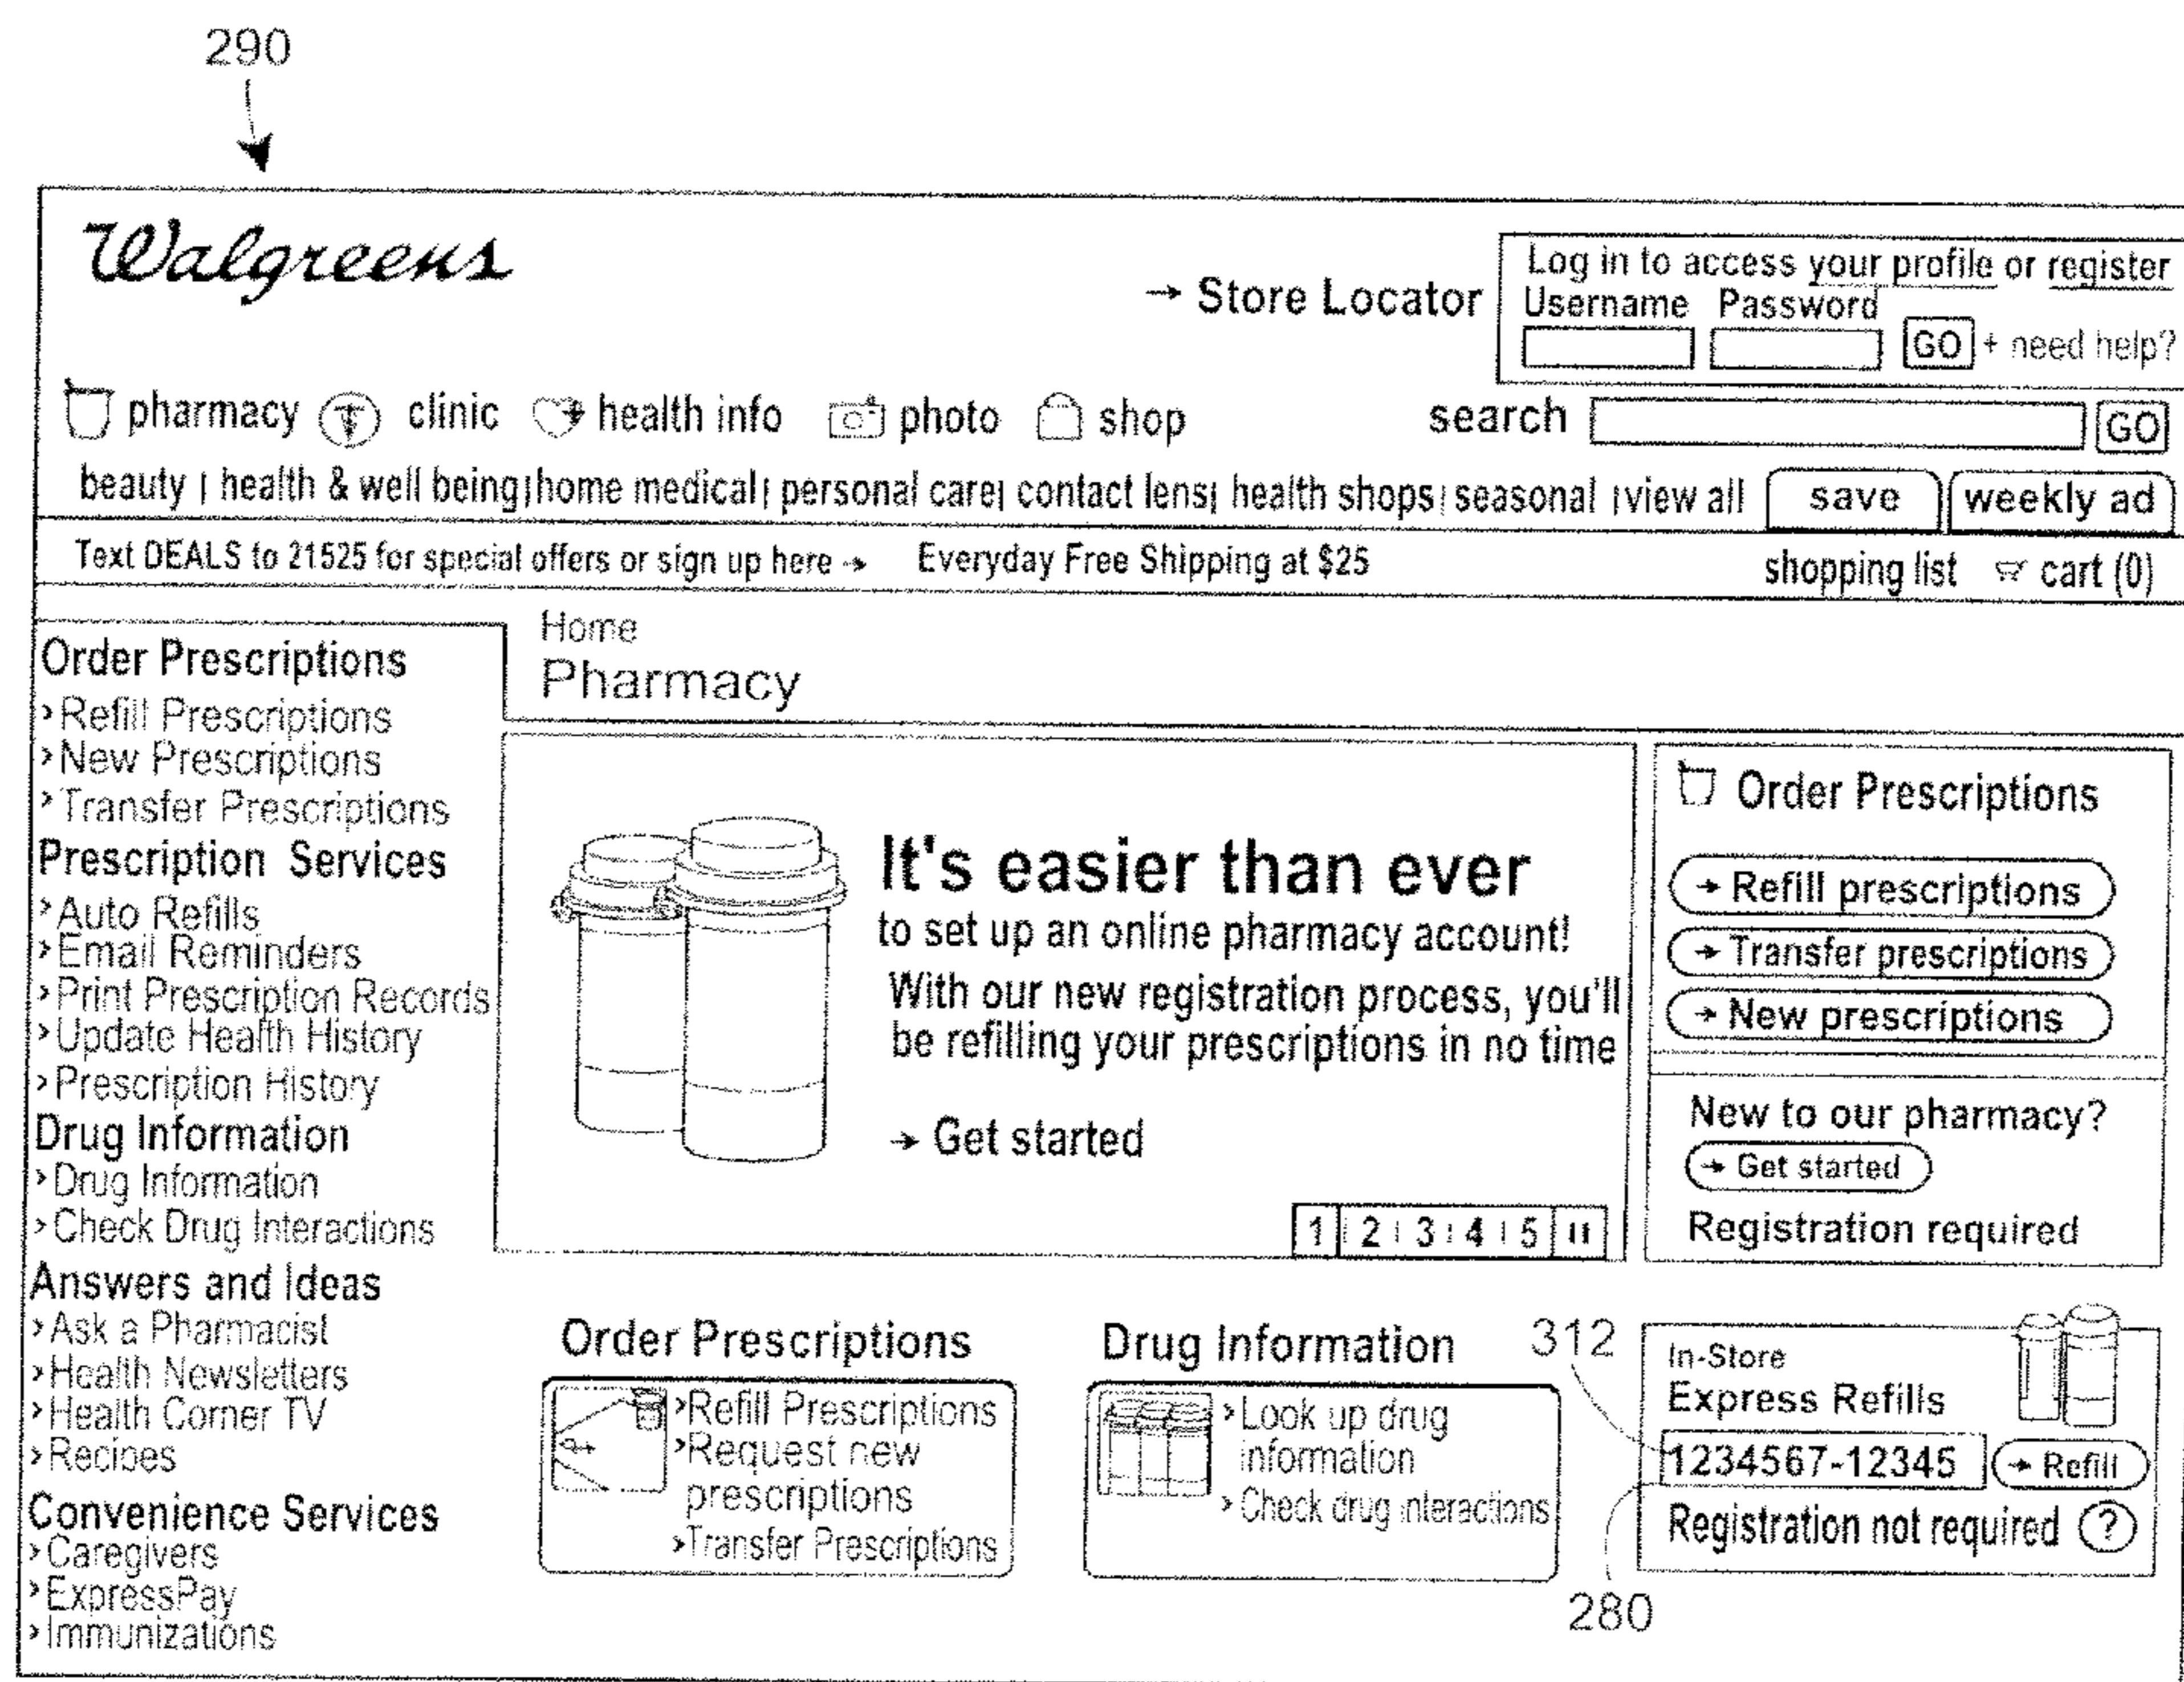 290
Walgreens
→ Store Locator
Log in to access your profile or register
Username Password
GO + need help?
pharmacy clinic health info photo shop
search GO
beauty | health & well being | home medical | personal care | contact lens | health shops | seasonal | view all
save weekly ad
Text DEALS to 21525 for special offers or sign up here → Everyday Free Shipping at $25
shopping list cart (0)
Order Prescriptions
›Refill Prescriptions
›New Prescriptions
›Transfer Prescriptions
Prescription Services
›Auto Refills
›Email Reminders
›Print Prescription Records
›Update Health History
›Prescription History
Drug Information
›Drug Information
›Check Drug Interactions
Answers and Ideas
›Ask a Pharmacist
›Health Newsletters
›Health Corner TV
›Recipes
Convenience Services
›Caregivers
›ExpressPay
›Immunizations
Home
Pharmacy
It's easier than ever
to set up an online pharmacy account!
With our new registration process, you'll
be refilling your prescriptions in no time
→ Get started
1 | 2 | 3 | 4 | 5 | II
Order Prescriptions
→ Refill prescriptions
→ Transfer prescriptions
→ New prescriptions
New to our pharmacy?
→ Get started
Registration required
Order Prescriptions
›Refill Prescriptions
›Request new
prescriptions
›Transfer Prescriptions
Drug Information
›Look up drug
information
›Check drug interactions
312
In-Store
Express Refills
1234567-12345 → Refill
Registration not required ?
280